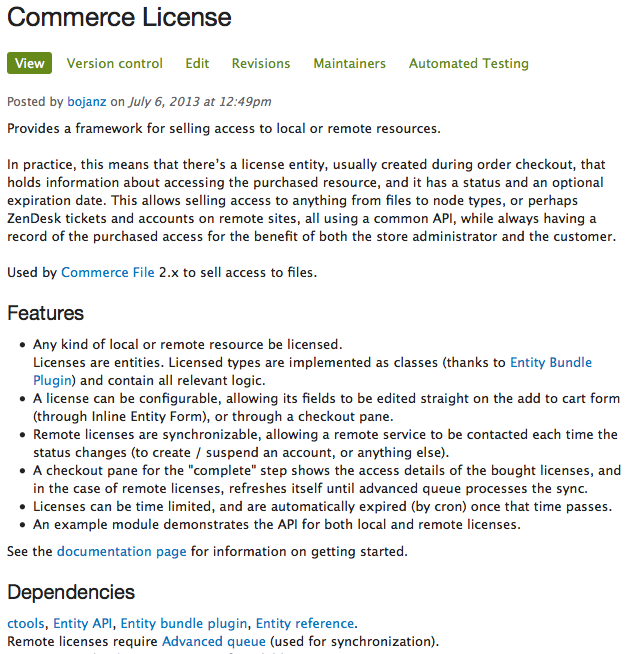 Commerce License
View Version control Edit Revisions Maintainers Automated Testing
Posted by bojanz on July 6, 2013 at 12:49pm
Provides a framework for selling access to local or remote resources.
In practice, this means that there's a license entity, usually created during order checkout, that
holds information about accessing the purchased resource, and it has a status and an optional
expiration date. This allows selling access to anything from files to node types, or perhaps
ZenDesk tickets and accounts on remote sites, all using a common API, while always having a
record of the purchased access for the benefit of both the store administrator and the customer.
Used by Commerce File 2.x to sell access to files.
Features
• Any kind of local or remote resource be licensed.
Licenses are entities. Licensed types are implemented as classes (thanks to Entity Bundle
Plugin) and contain all relevant logic.
• A license can be configurable, allowing its fields to be edited straight on the add to cart form
(through Inline Entity Form), or through a checkout pane.
• Remote licenses are synchronizable, allowing a remote service to be contacted each time the
status changes (to create / suspend an account, or anything else).
• A checkout pane for the "complete" step shows the access details of the bought licenses, and
in the case of remote licenses, refreshes itself until advanced queue processes the sync.
• Licenses can be time limited, and are automatically expired (by cron) once that time passes.
• An example module demonstrates the API for both local and remote licenses.
See the documentation page for information on getting started.
Dependencies
ctools, Entity API, Entity bundle plugin, Entity reference.
Remote licenses require Advanced queue (used for synchronization).